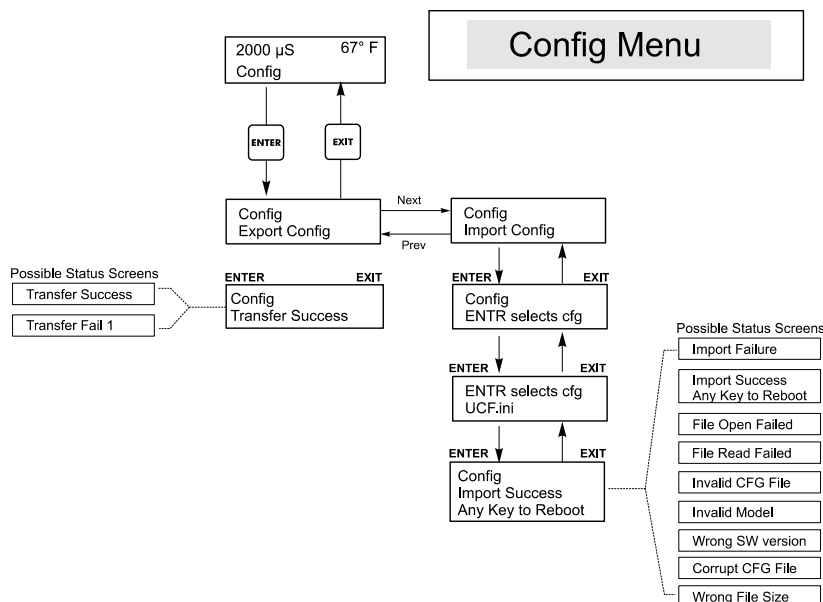 Config Menu
2000 µS 67° F
Config
ENTER
EXIT
Config
Export Config
Next
Prev
Config
Import Config
Possible Status Screens
Transfer Success
Transfer Fail 1
ENTER EXIT
Config
Transfer Success
ENTER EXIT
Config
ENTR selects cfg
ENTER EXIT
ENTR selects cfg
UCF.ini
ENTER EXIT
Config
Import Success
Any Key to Reboot
Possible Status Screens
Import Failure
Import Success
Any Key to Reboot
File Open Failed
File Read Failed
Invalid CFG File
Invalid Model
Wrong SW version
Corrupt CFG File
Wrong File Size